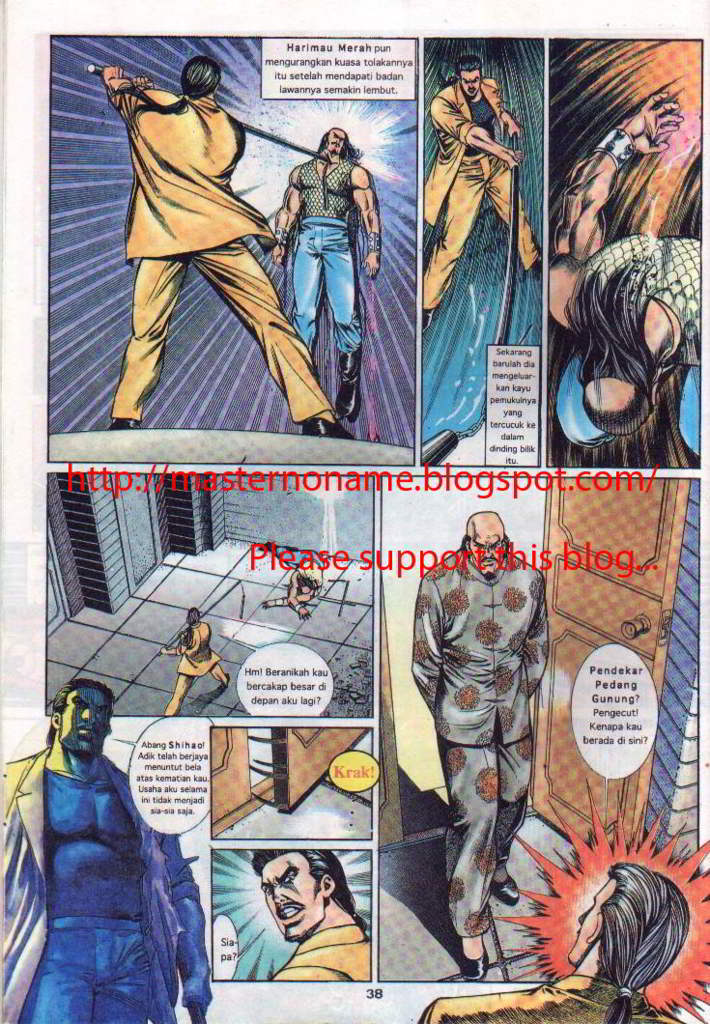 Harimau Merah pun
mengurangkan kuasa tolakannya
itu setelah mendapati badan
lawannya semakin lembut.
Sekarang
barulah dia
mengeluar-
kan kayu
pemukulnya
yang
tercucuk ke
dalam
dinding bilik
itu.
http://masternoname.blogspot.com/
Please support this blog...
Hm! Beranikah kau
bercakap besar di
depan aku lagi?
Abang Shihao!
Adik telah berjaya
menuntut bela
atas kematian kau.
Usaha aku selama
ini tidak menjadi
sia-sia saja.
Krak!
Sia-
pa?
Pendekar
Pedang
Gunung?
Pengecut!
Kenapa kau
berada di sini?
38